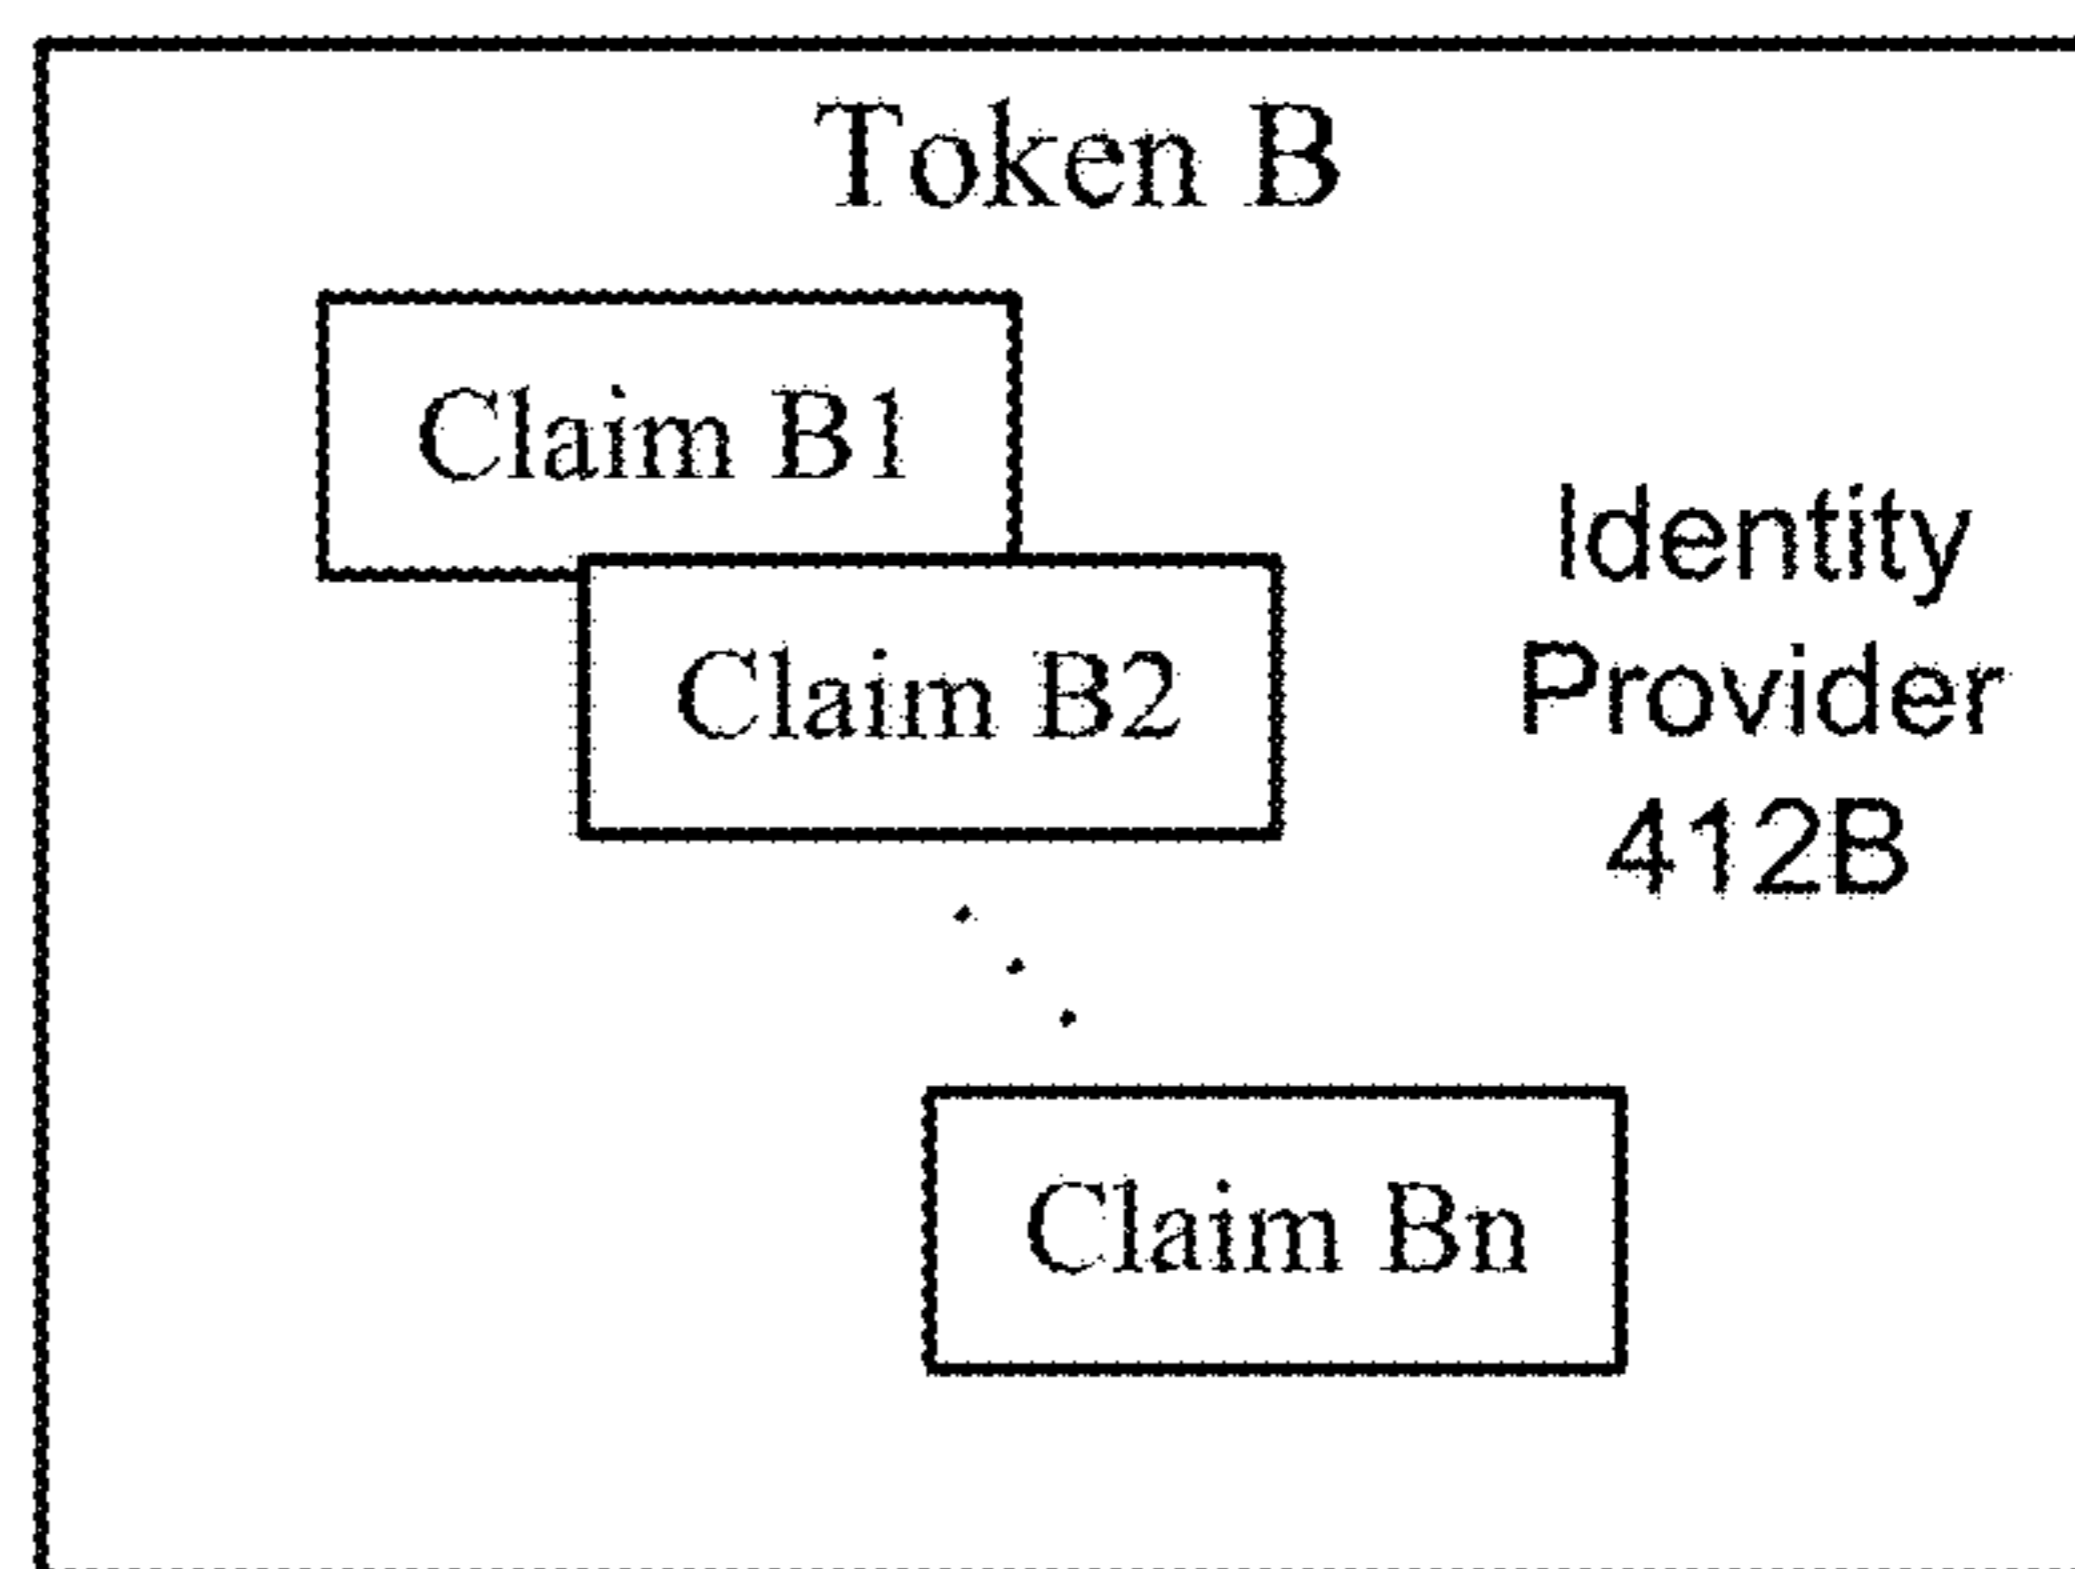 Token B
Claim B1
Claim B2
Identity
Provider
412B
Claim Bn